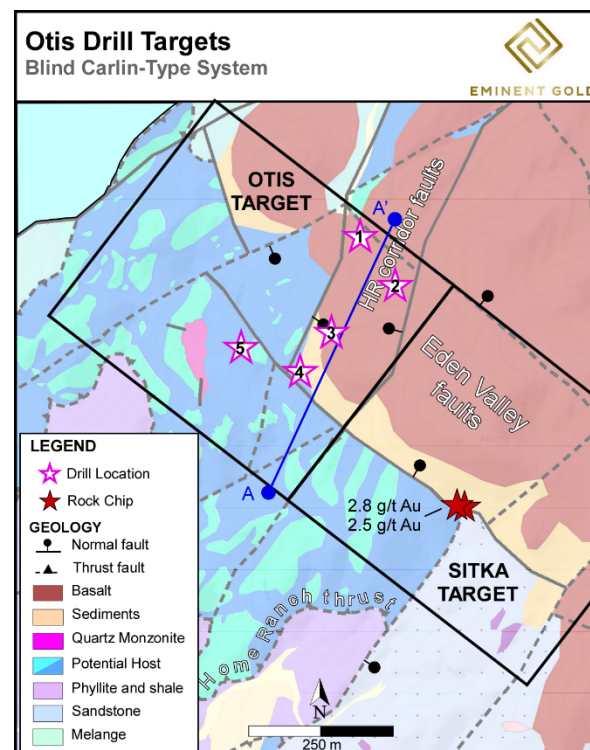 Otis Drill Targets
Blind Carlin-Type System
EMINENT GOLD
OTIS
TARGET
A'
HR corridor faults
1
2
3
4
5
Eden Valley
faults
A
2.8 g/t Au
2.5 g/t Au
SITKA
TARGET
Home Ranch thrust
LEGEND
Drill Location
Rock Chip
GEOLOGY
Normal fault
Thrust fault
Basalt
Sediments
Quartz Monzonite
Potential Host
Phyllite and shale
Sandstone
Melange
N
250 m